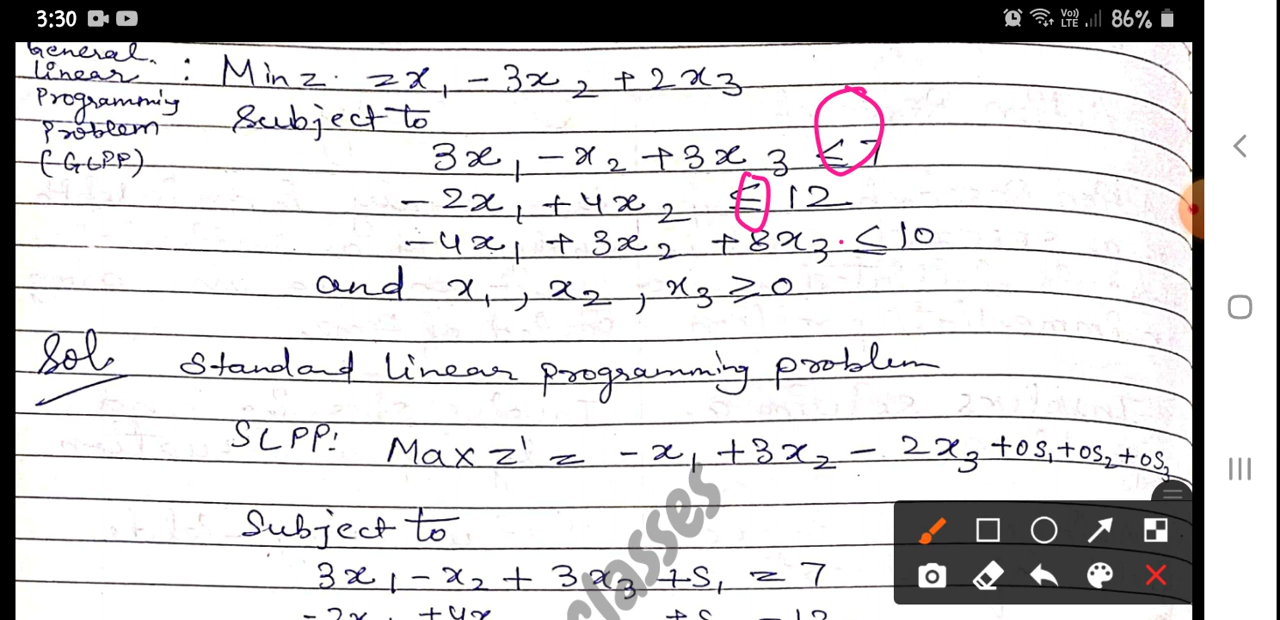 3:30 Vo)) LTE 86%
General
Linear : Min z = x₁ - 3x₂ + 2x₃
Programming
Problem Subject to
(GLPP)
3x₁ - x₂ + 3x₃ ≤ 7
- 2x₁ + 4x₂ ≤ 12
- 4x₁ + 3x₂ + 8x₃ ≤ 10
and x₁, x₂, x₃ ≥ 0
Sol. Standard linear programming problem
SLPP: Max z' = - x₁ + 3x₂ - 2x₃ + 0s₁ + 0s₂ + 0s₃
Subject to
3x₁ - x₂ + 3x₃ + s₁ = 7
classes